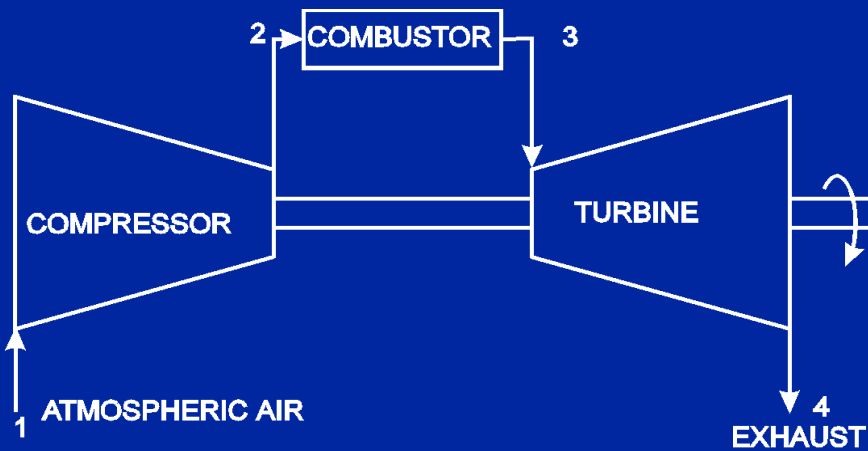 2
COMBUSTOR
3
COMPRESSOR
TURBINE
1
ATMOSPHERIC AIR
4
EXHAUST